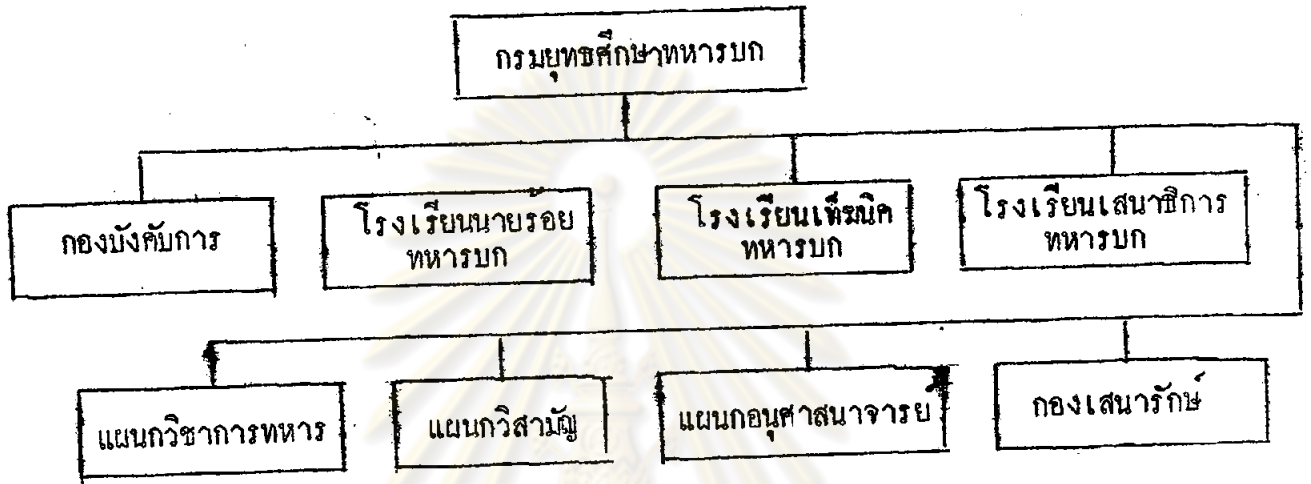 กรมยุทธศึกษาทหารบก
กองบังคับการ
โรงเรียนนายร้อย
ทหารบก
โรงเรียนเท็ฆนิค
ทหารบก
โรงเรียนเสนาธิการ
ทหารบก
แผนกวิชาการทหาร
แผนกวิสามัญ
แผนกอนุศาสนาจารย์
กองเสนารักษ์